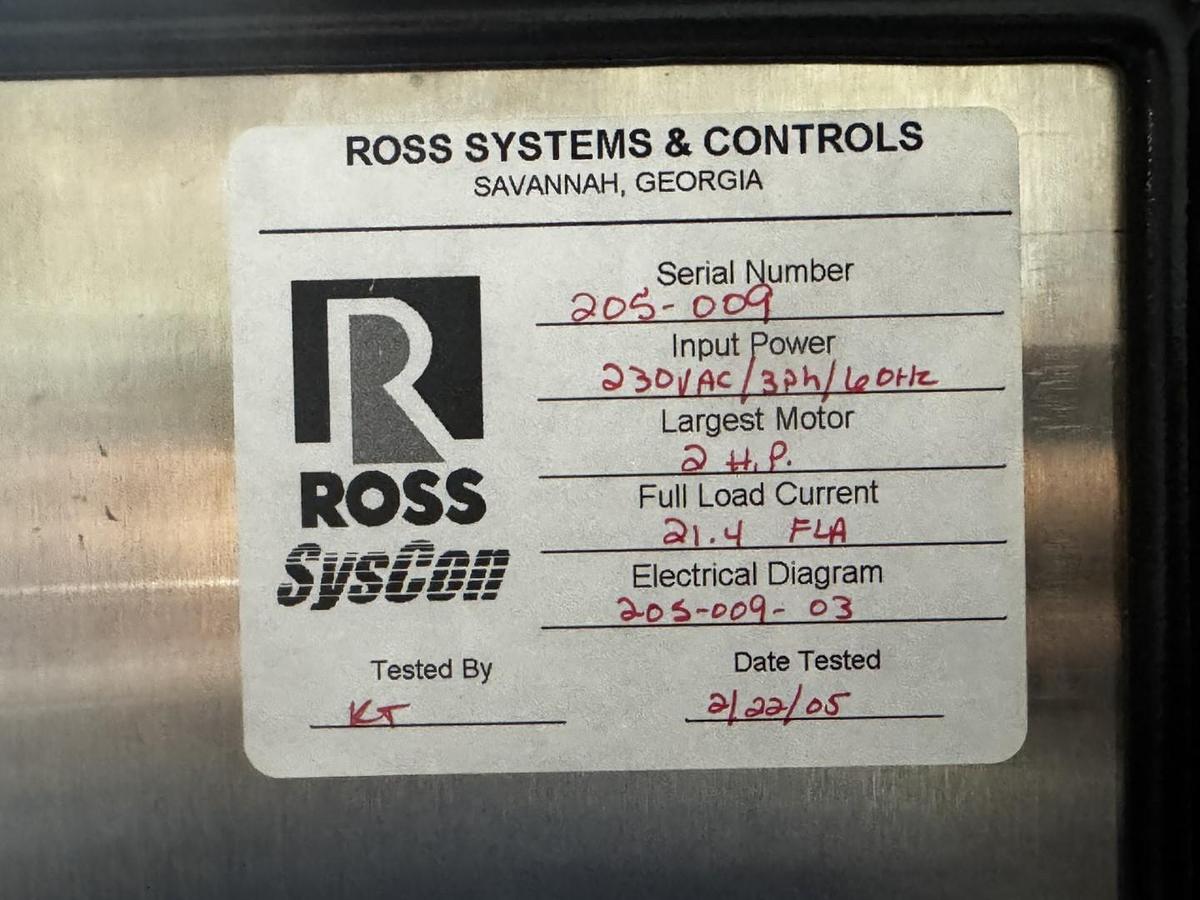 ROSS SYSTEMS & CONTROLS
SAVANNAH, GEORGIA
R
ROSS
SysCon
Serial Number
205-009
Input Power
230VAC/3Ph/60Hz
Largest Motor
2 H.P.
Full Load Current
21.4 FLA
Electrical Diagram
205-009-03
Tested By
KT
Date Tested
2/22/05